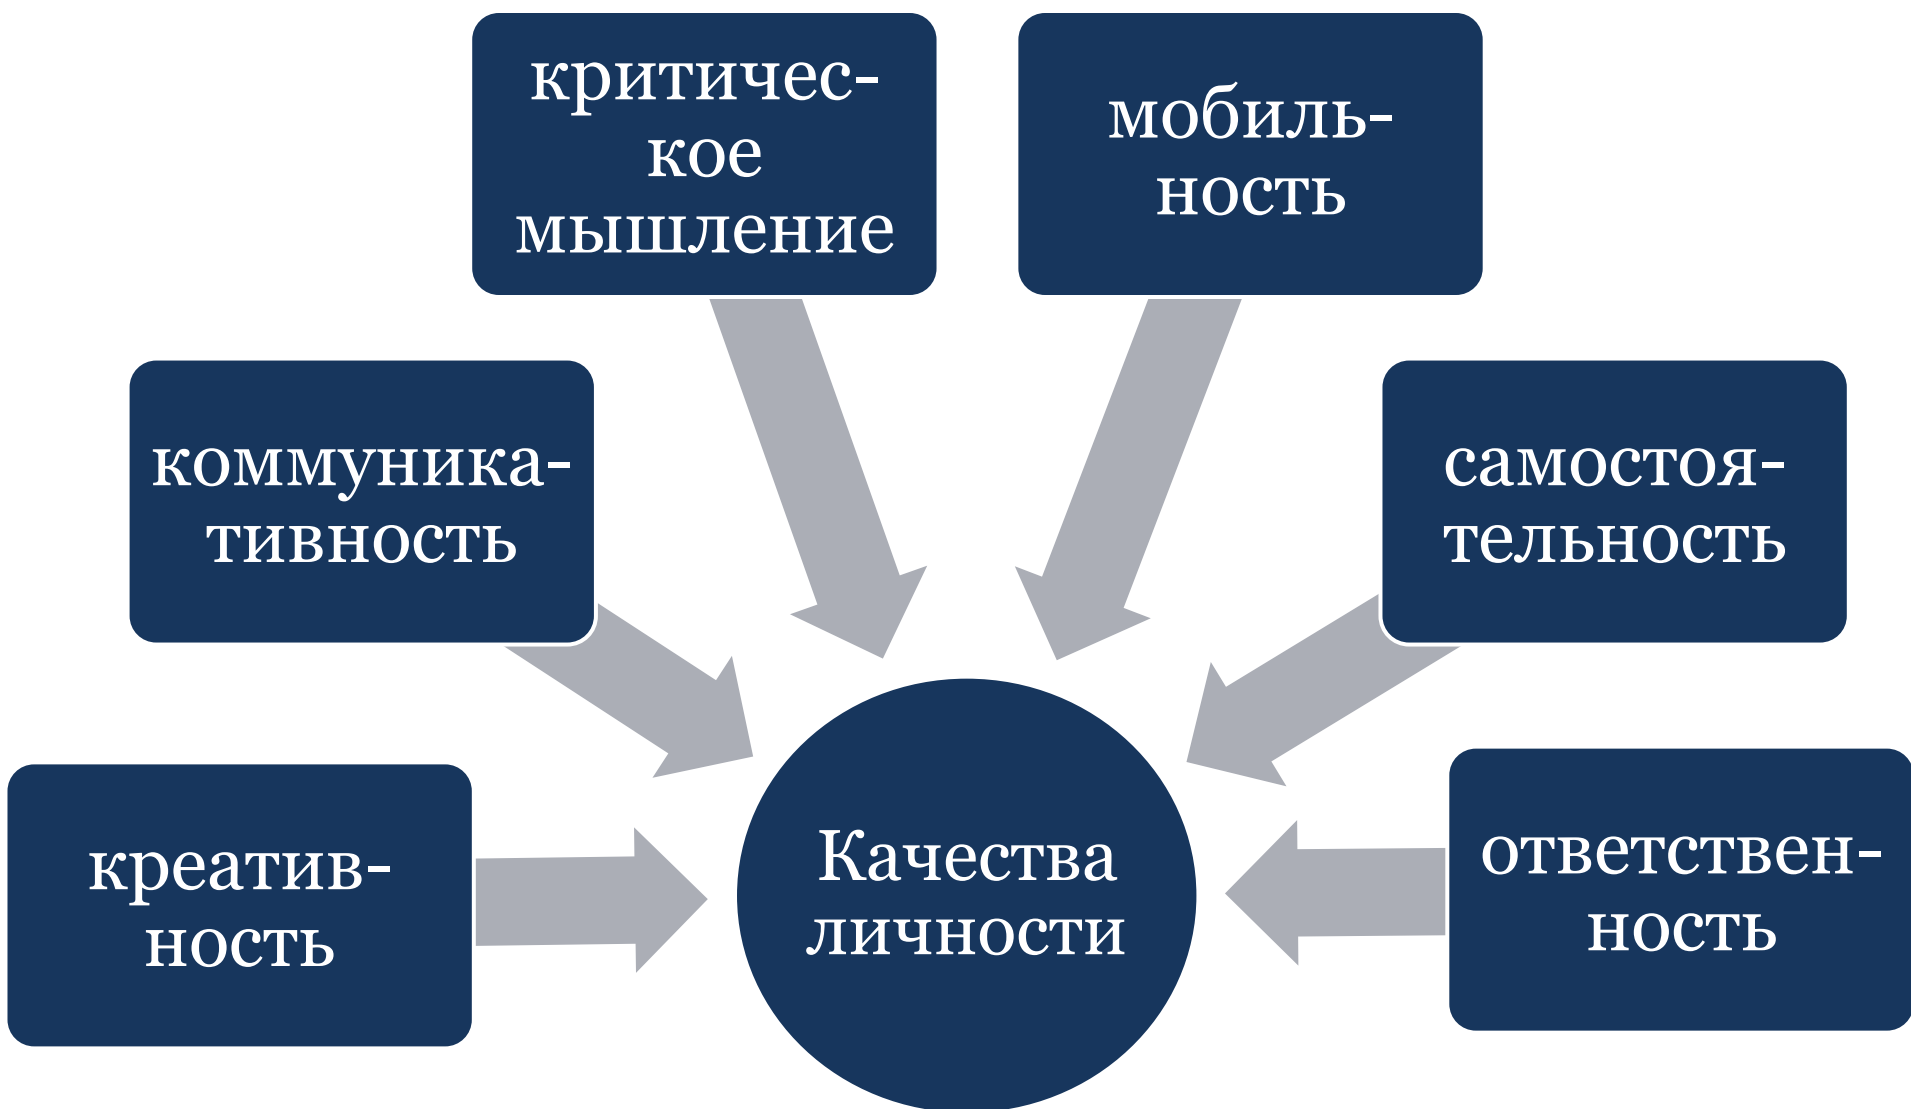 критичес-
кое
мышление
мобиль-
ность
коммуника-
тивность
самостоя-
тельность
креатив-
ность
Качества
личности
ответствен-
ность